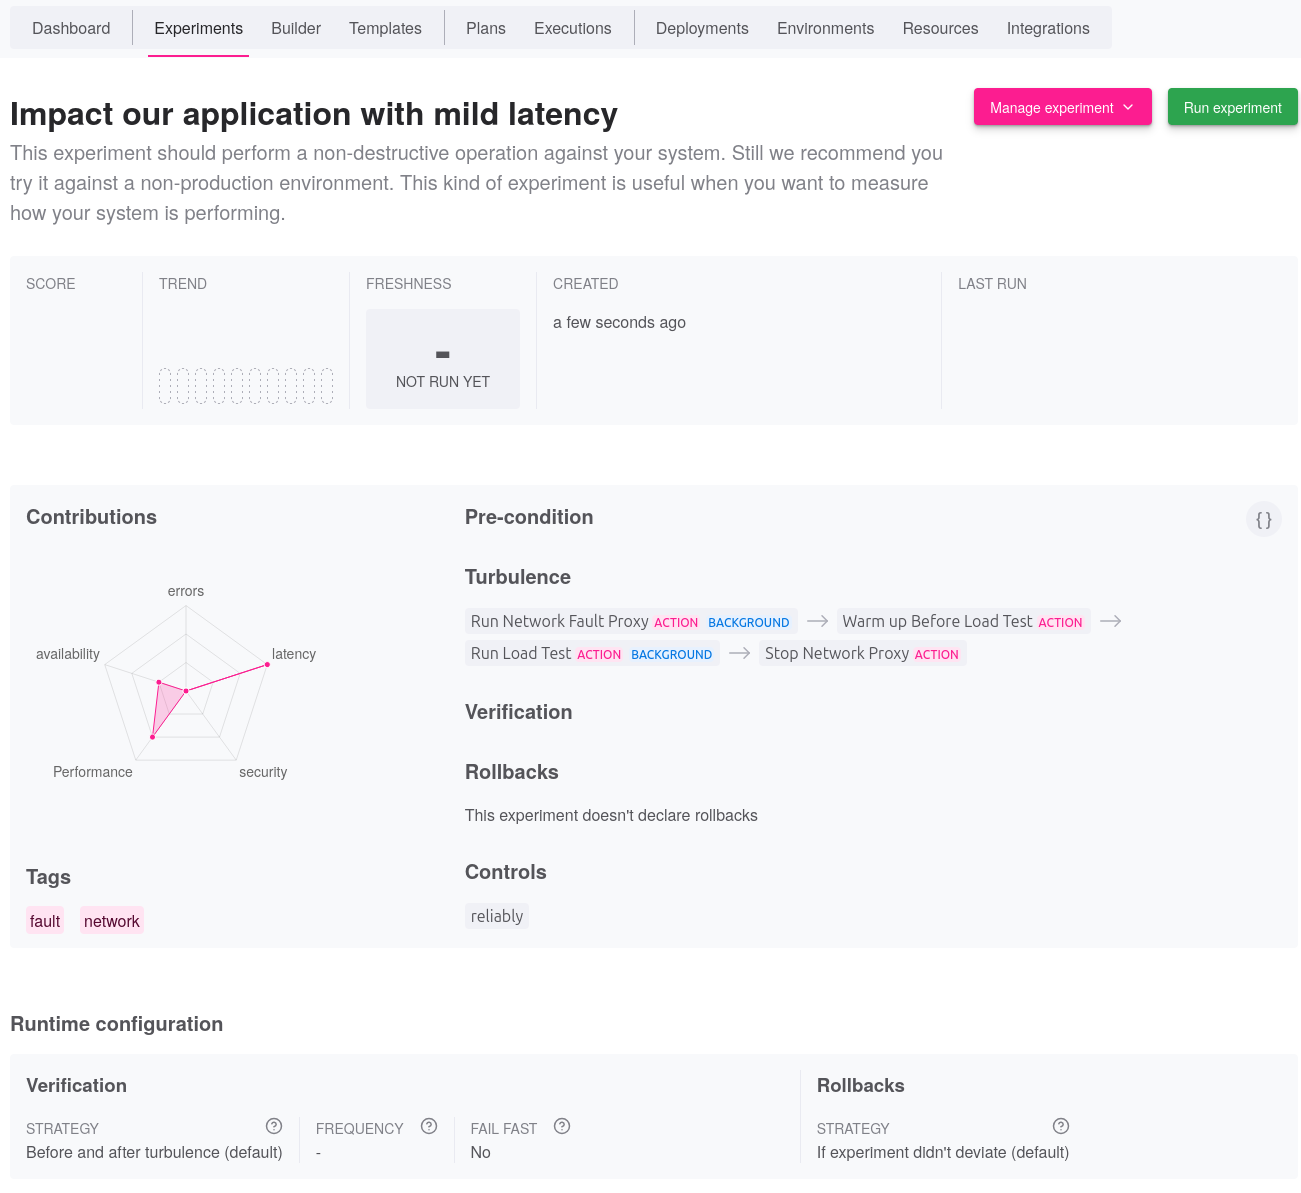 Dashboard Experiments Builder Templates Plans Executions Deployments Environments Resources Integrations
Impact our application with mild latency
Manage experiment
Run experiment
This experiment should perform a non-destructive operation against your system. Still we recommend you
try it against a non-production environment. This kind of experiment is useful when you want to measure
how your system is performing.
SCORE
TREND
FRESHNESS
-
NOT RUN YET
CREATED
a few seconds ago
LAST RUN
Contributions
errors
availability
latency
Performance
security
Tags
fault network
Pre-condition
{ }
Turbulence
Run Network Fault Proxy ACTION BACKGROUND → Warm up Before Load Test ACTION →
Run Load Test ACTION BACKGROUND → Stop Network Proxy ACTION
Verification
Rollbacks
This experiment doesn't declare rollbacks
Controls
reliably
Runtime configuration
Verification
STRATEGY ?
Before and after turbulence (default)
FREQUENCY ?
-
FAIL FAST ?
No
Rollbacks
STRATEGY ?
If experiment didn't deviate (default)